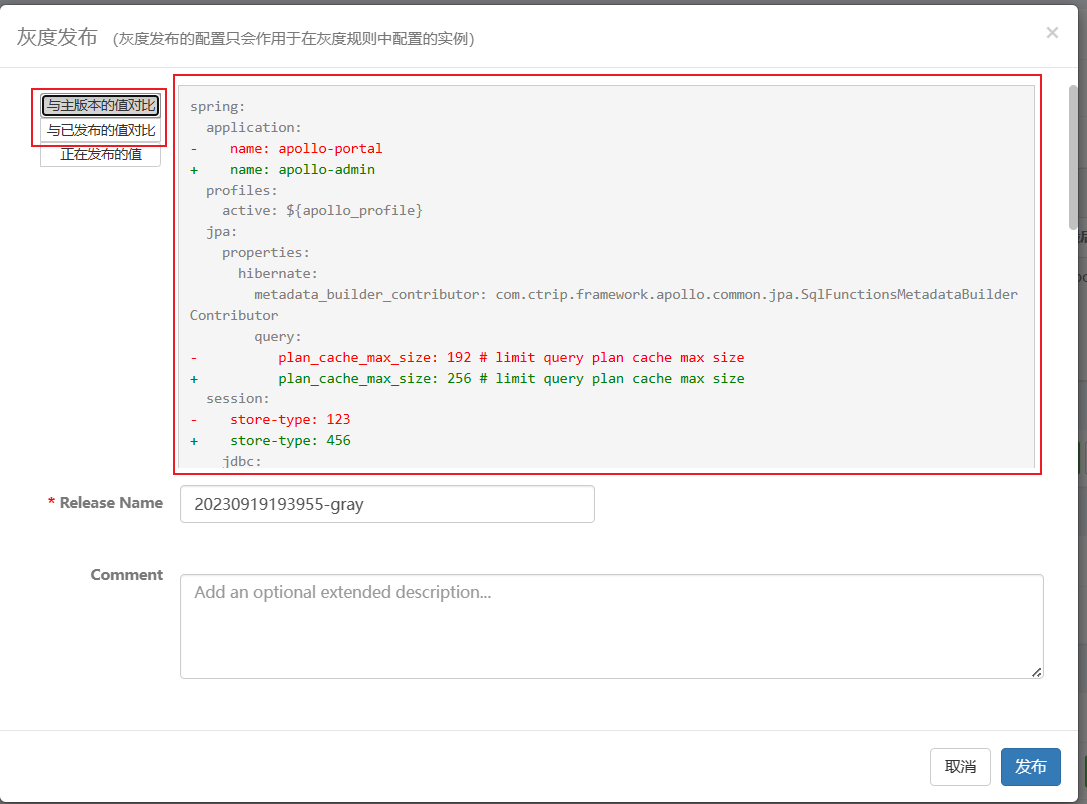 灰度发布 (灰度发布的配置只会作用于在灰度规则中配置的实例)
×
与主版本的值对比
与已发布的值对比
正在发布的值
spring:
  application:
-    name: apollo-portal
+    name: apollo-admin
  profiles:
    active: ${apollo_profile}
  jpa:
    properties:
      hibernate:
        metadata_builder_contributor: com.ctrip.framework.apollo.common.jpa.SqlFunctionsMetadataBuilder
Contributor
        query:
-          plan_cache_max_size: 192 # limit query plan cache max size
+          plan_cache_max_size: 256 # limit query plan cache max size
  session:
-    store-type: 123
+    store-type: 456
    jdbc:
* Release Name
20230919193955-gray
Comment
Add an optional extended description...
取消
发布